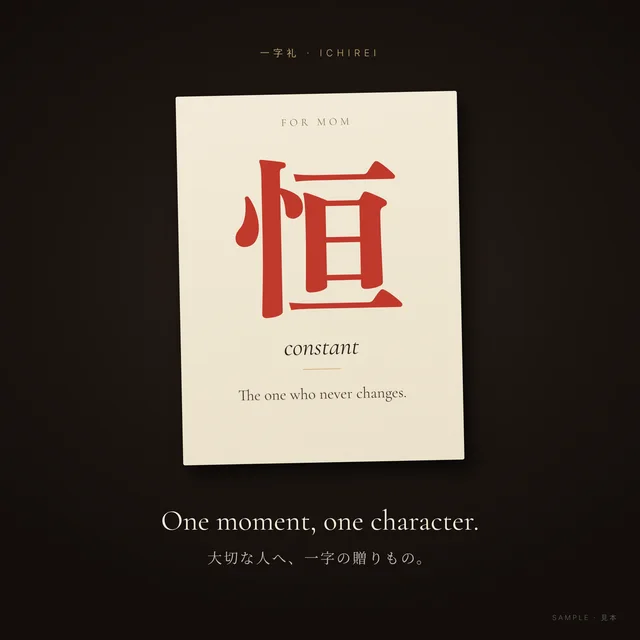 一字礼 · ICHIREI
FOR MOM
恒
constant
The one who never changes.
One moment, one character.
大切な人へ、一字の贈りもの。
SAMPLE · 見本